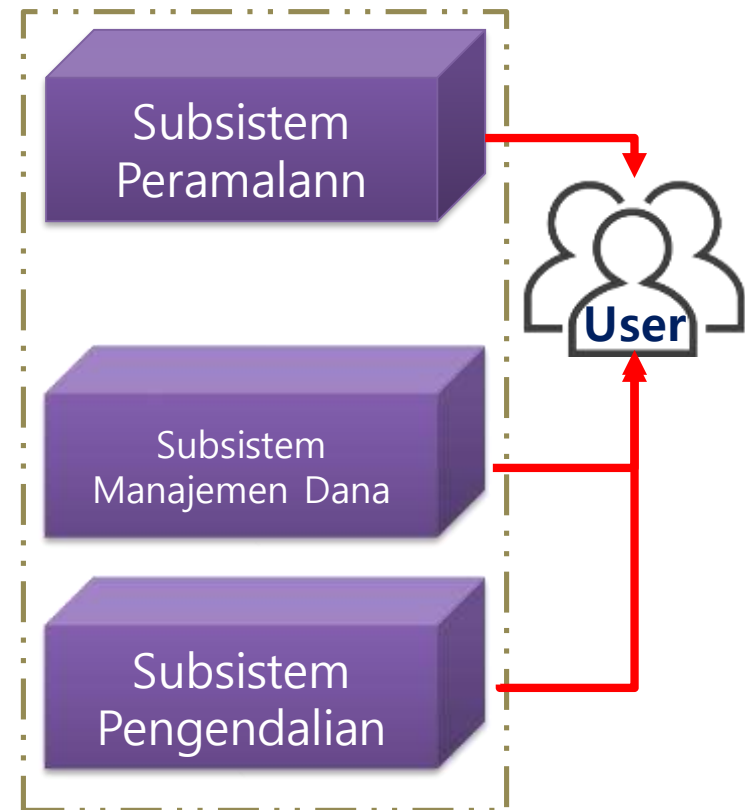 Subsistem
Peramalann
User
Subsistem
Manajemen Dana
Subsistem
Pengendalian